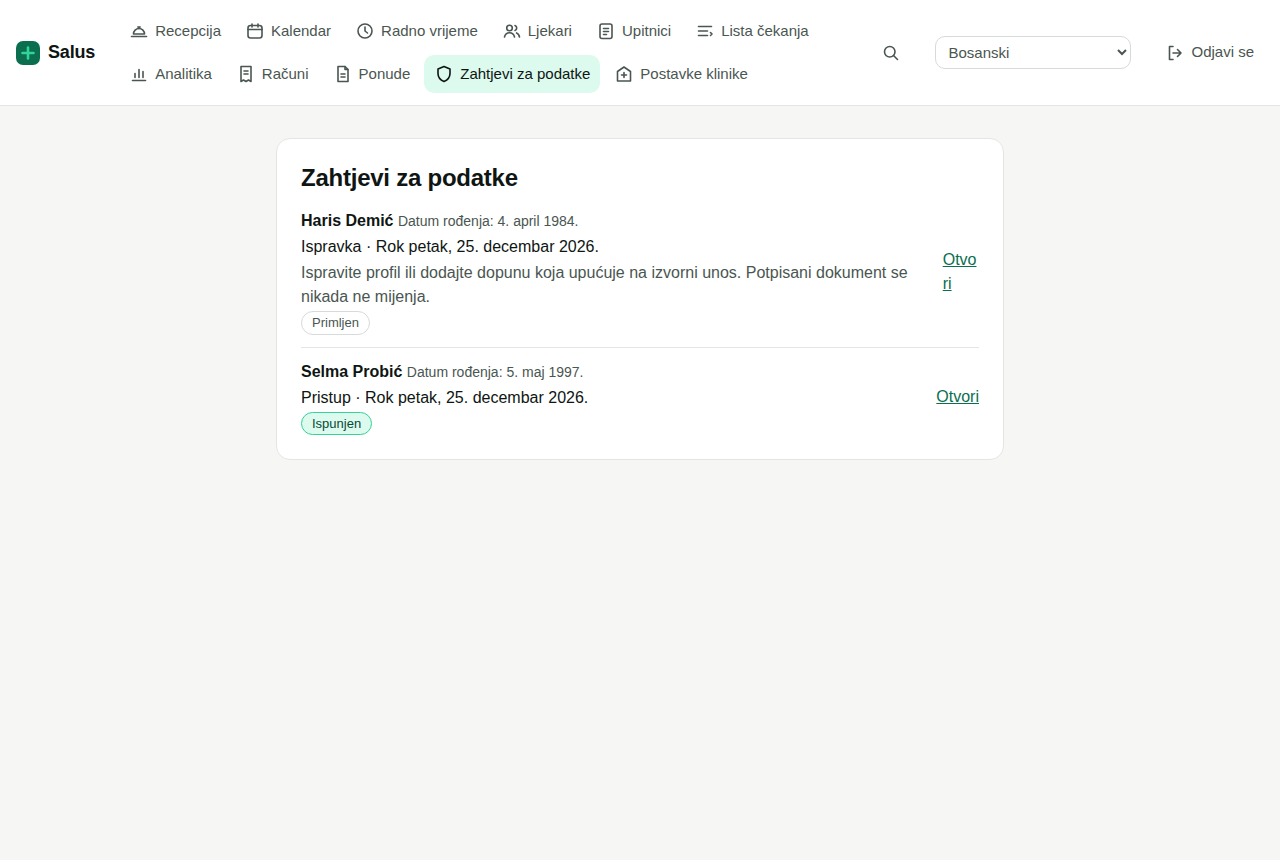 Salus
Recepcija
Kalendar
Radno vrijeme
Ljekari
Upitnici
Lista čekanja
Analitika
Računi
Ponude
Zahtjevi za podatke
Postavke klinike
Bosanski
Odjavi se
Zahtjevi za podatke
Haris Demić Datum rođenja: 4. april 1984.
Ispravka · Rok petak, 25. decembar 2026.
Ispravite profil ili dodajte dopunu koja upućuje na izvorni unos. Potpisani dokument se
nikada ne mijenja.
Primljen
Otvo
ri
Selma Probić Datum rođenja: 5. maj 1997.
Pristup · Rok petak, 25. decembar 2026.
Ispunjen
Otvori